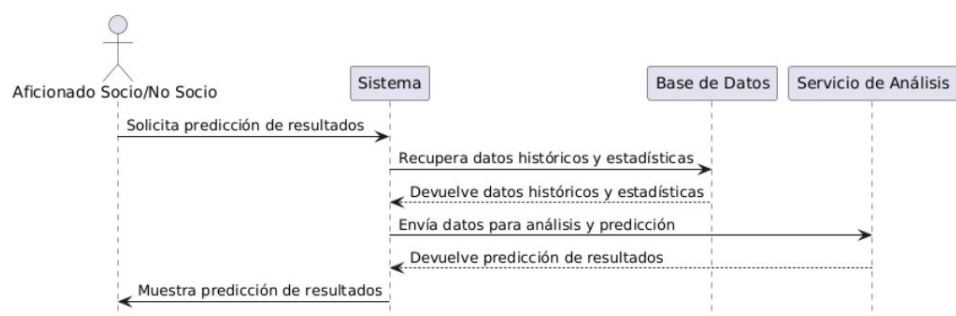 Aficionado Socio/No Socio
Sistema
Base de Datos
Servicio de Análisis
Solicita predicción de resultados
Recupera datos históricos y estadísticas
Devuelve datos históricos y estadísticas
Envía datos para análisis y predicción
Devuelve predicción de resultados
Muestra predicción de resultados